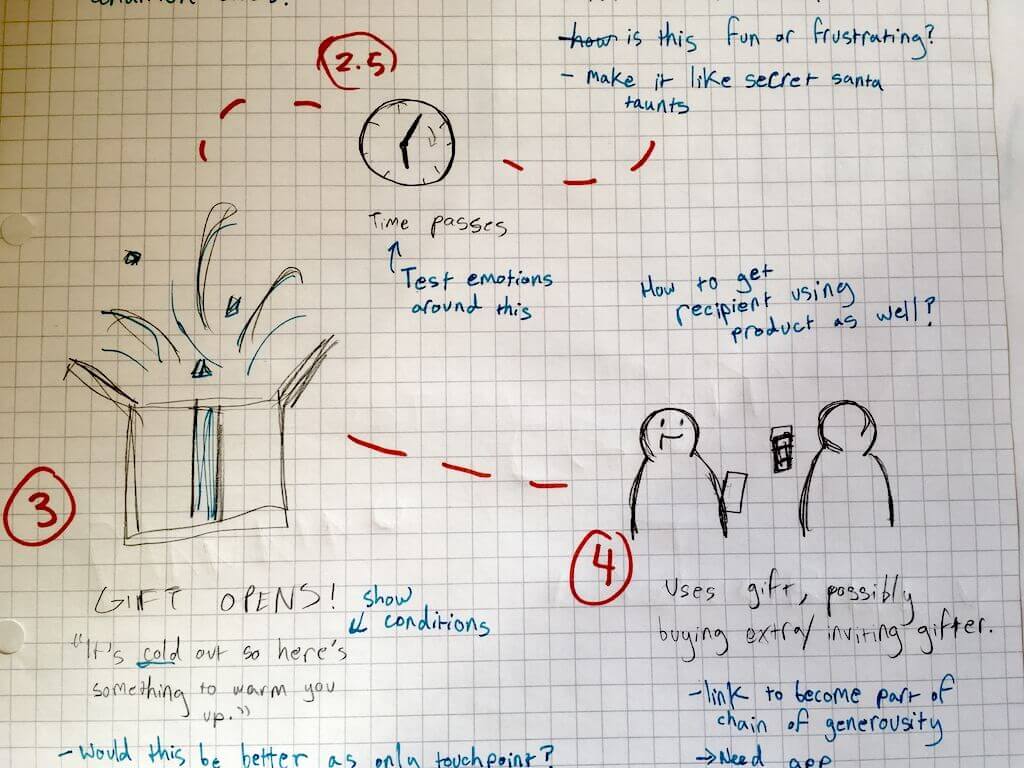 how is this fun or frustrating?
- make it like secret santa
taunts
2.5
Time passes
Test emotions
around this
How to get
recipient using
product as well?
3
GIFT OPENS!
show
conditions
"It's cold out so here's
something to warm you
up."
- Would this be better as only touchpoint?
4
Uses gift, possibly
buying extra/inviting gifter.
- link to become part of
chain of generousity
→ Need app